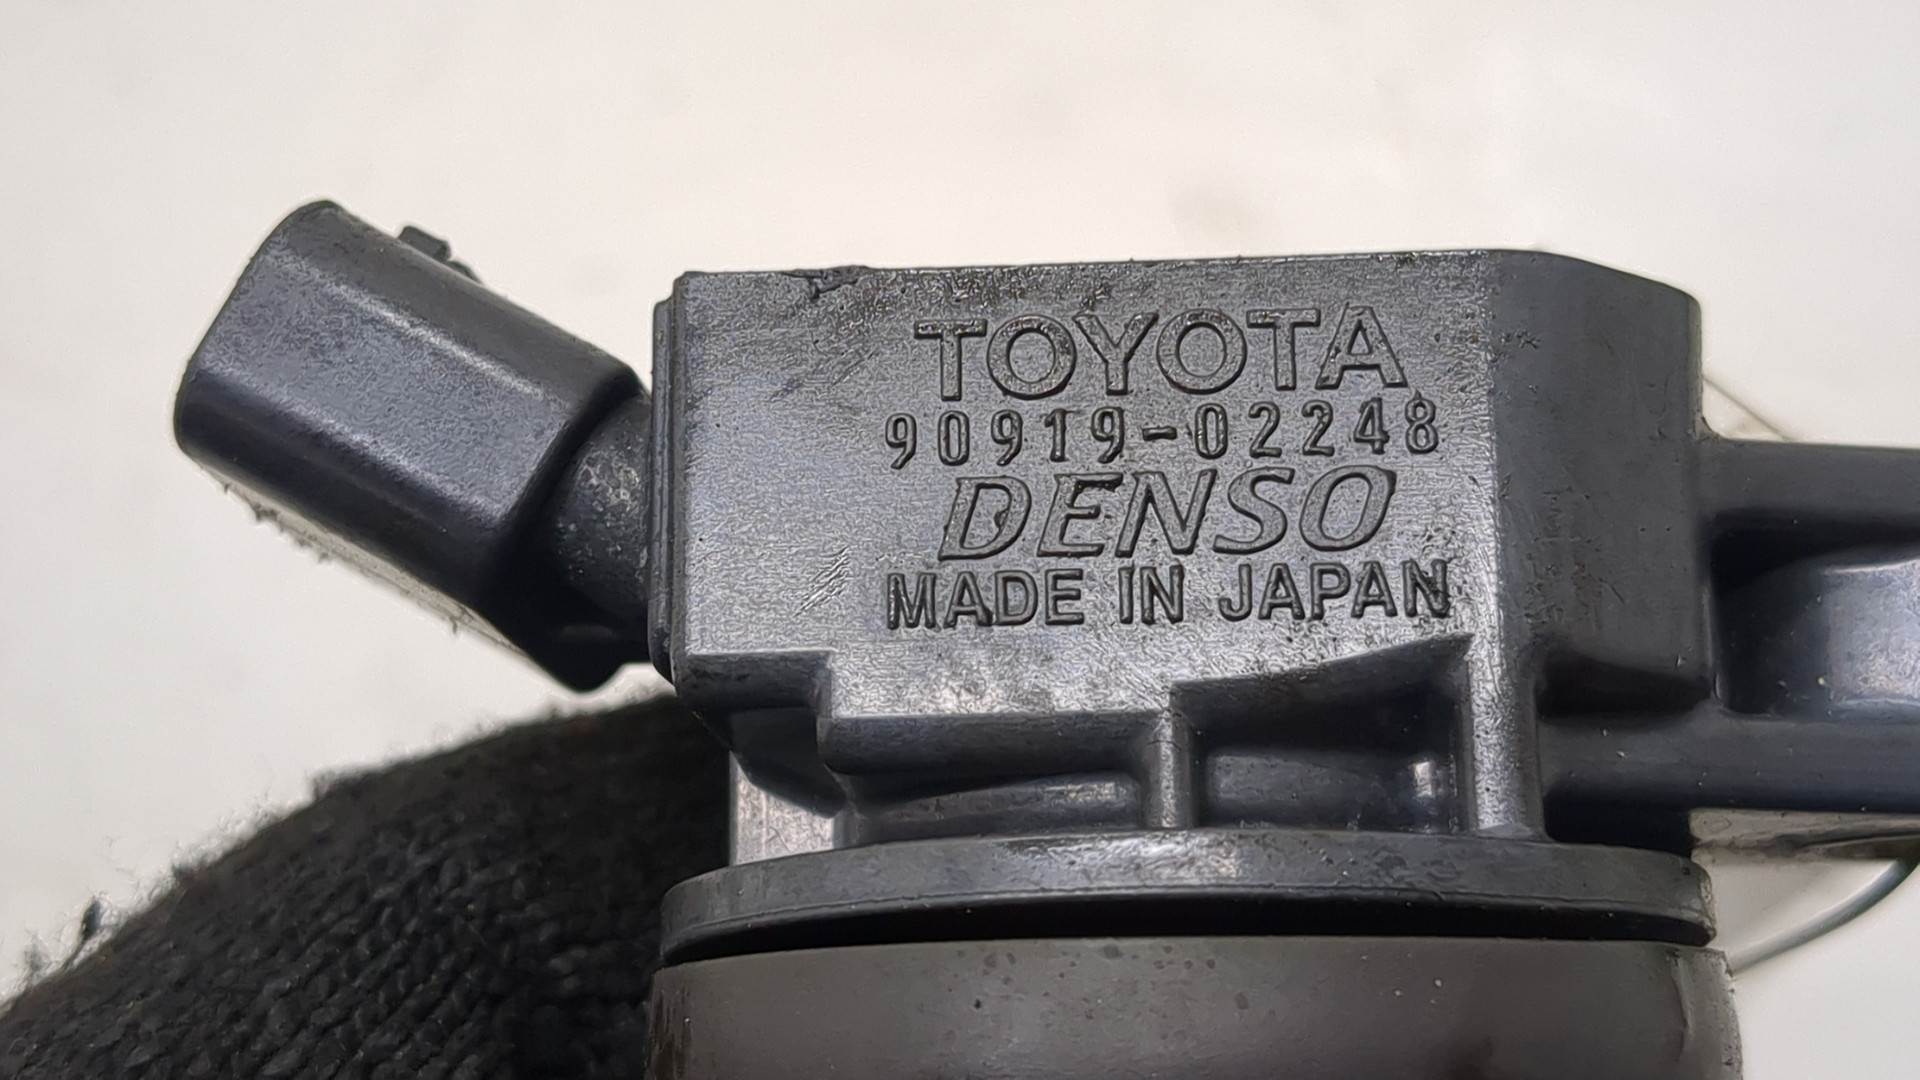 TOYOTA
90919-02248
DENSO
MADE IN JAPAN